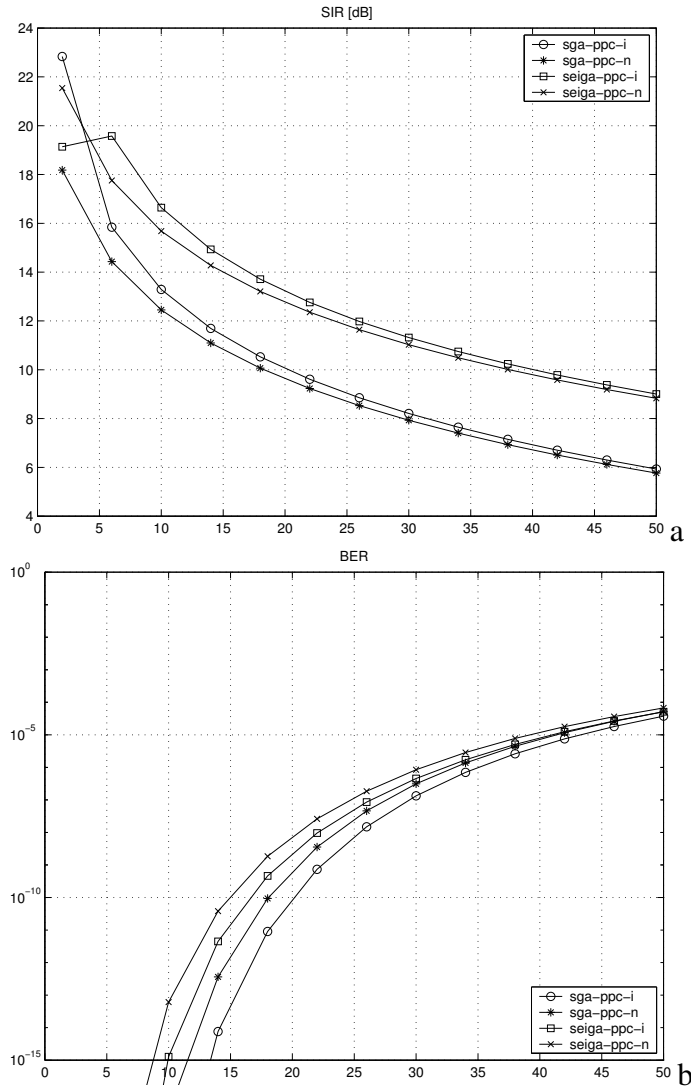 SIR [dB]
24
22
20
18
16
14
12
10
8
6
4
0 5 10 15 20 25 30 35 40 45 50
sga-ppc-i
sga-ppc-n
seiga-ppc-i
seiga-ppc-n
a
BER
10^0
10^-5
10^-10
10^-15
0 5 10 15 20 25 30 35 40 45 50
sga-ppc-i
sga-ppc-n
seiga-ppc-i
seiga-ppc-n
b